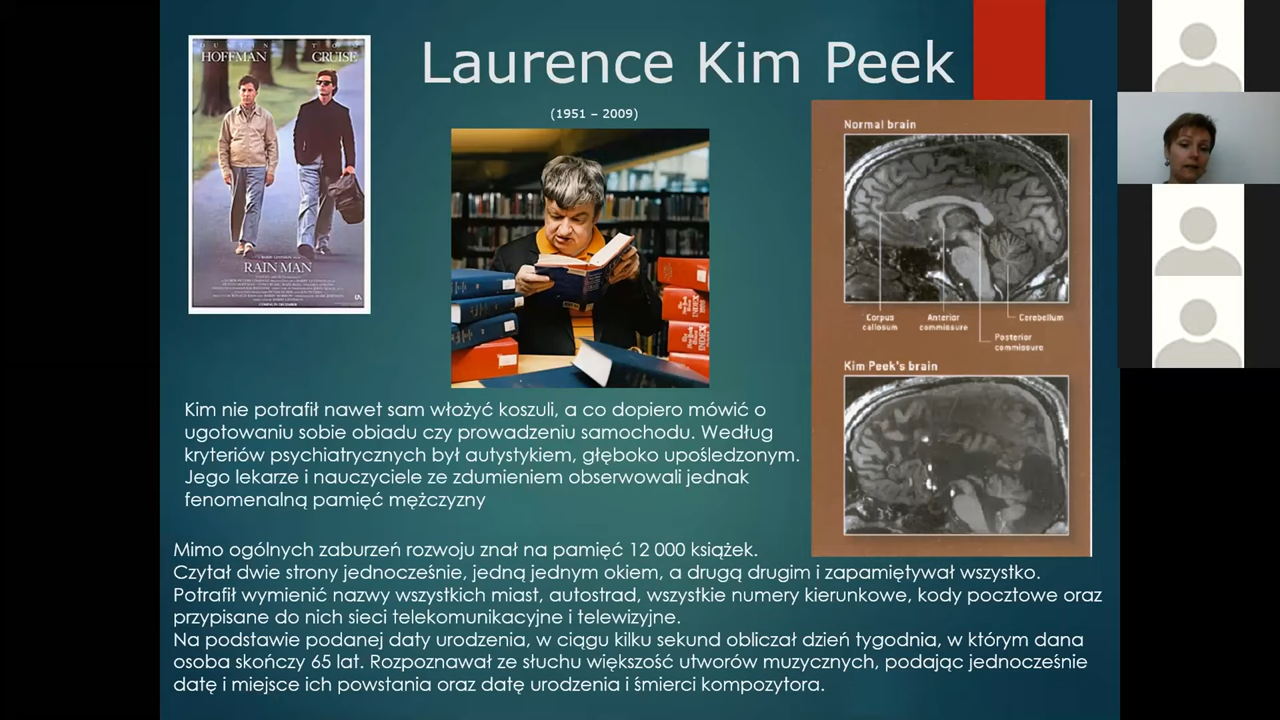 Laurence Kim Peek
(1951 – 2009)
DUSTIN TOM
HOFFMAN CRUISE
RAIN MAN
Normal brain
Corpus callosum
Anterior commissure
Cerebellum
Posterior commissure
Kim Peek's brain
Kim nie potrafił nawet sam włożyć koszuli, a co dopiero mówić o
ugotowaniu sobie obiadu czy prowadzeniu samochodu. Według
kryteriów psychiatrycznych był autystykiem, głęboko upośledzonym.
Jego lekarze i nauczyciele ze zdumieniem obserwowali jednak
fenomenalną pamięć mężczyzny
Mimo ogólnych zaburzeń rozwoju znał na pamięć 12 000 książek.
Czytał dwie strony jednocześnie, jedną jednym okiem, a drugą drugim i zapamiętywał wszystko.
Potrafił wymienić nazwy wszystkich miast, autostrad, wszystkie numery kierunkowe, kody pocztowe oraz
przypisane do nich sieci telekomunikacyjne i telewizyjne.
Na podstawie podanej daty urodzenia, w ciągu kilku sekund obliczał dzień tygodnia, w którym dana
osoba skończy 65 lat. Rozpoznawał ze słuchu większość utworów muzycznych, podając jednocześnie
datę i miejsce ich powstania oraz datę urodzenia i śmierci kompozytora.